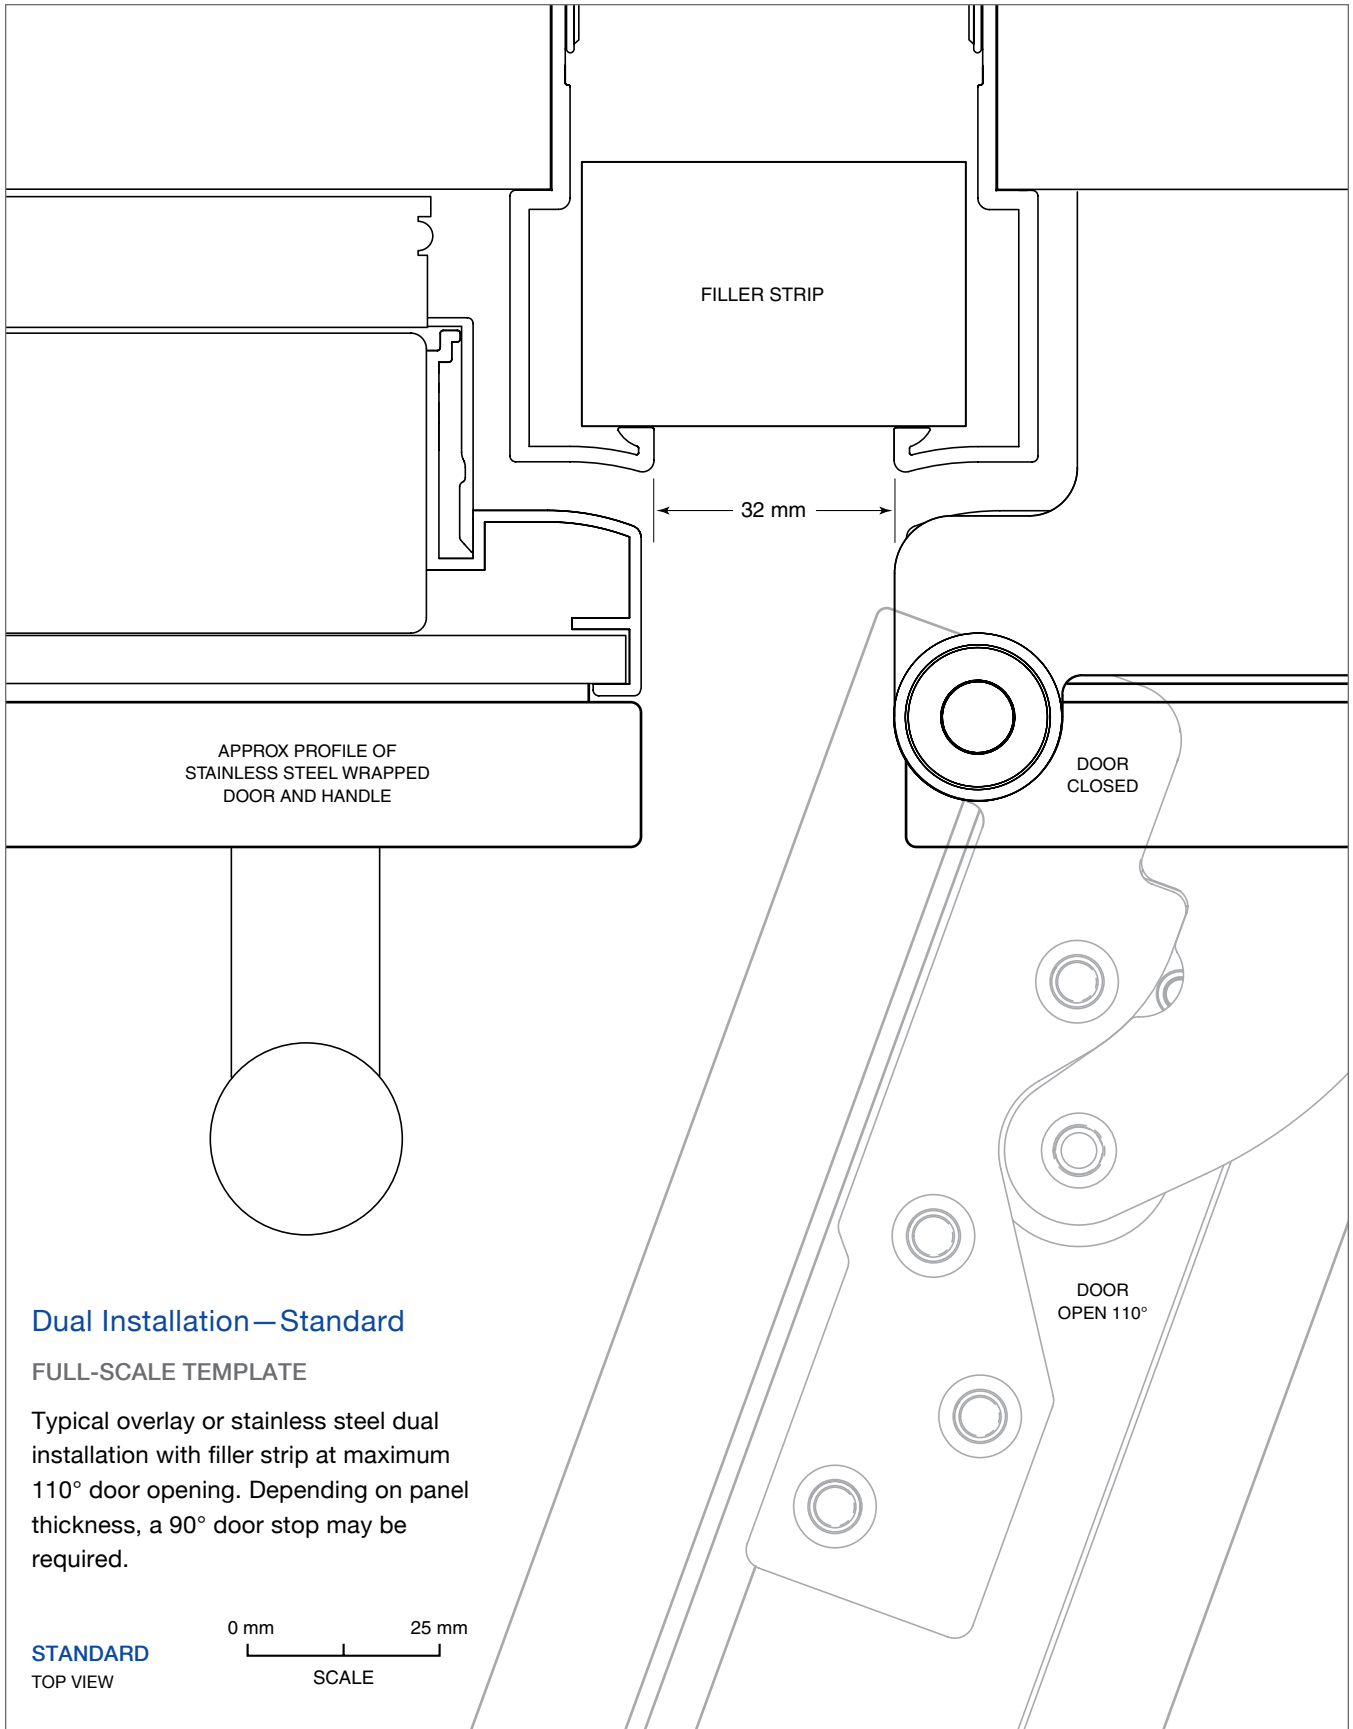 FILLER STRIP
32 mm
APPROX PROFILE OF
STAINLESS STEEL WRAPPED
DOOR AND HANDLE
DOOR
CLOSED
DOOR
OPEN 110°
Dual Installation—Standard
FULL-SCALE TEMPLATE
Typical overlay or stainless steel dual
installation with filler strip at maximum
110° door opening. Depending on panel
thickness, a 90° door stop may be
required.
0 mm 25 mm
SCALE
STANDARD
TOP VIEW